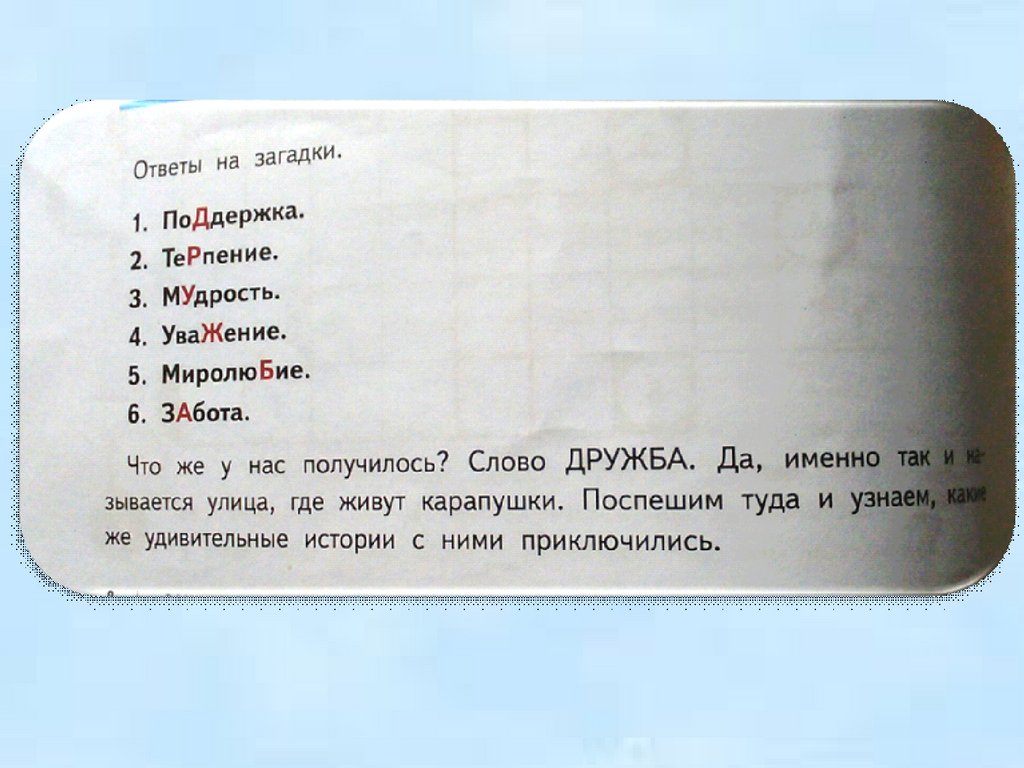 Ответы на загадки.
1. ПоДдержка.
2. ТеРпение.
3. МУдрость.
4. УваЖение.
5. МиролюБие.
6. ЗАбота.
Что же у нас получилось? Слово ДРУЖБА. Да, именно так и на-
зывается улица, где живут карапушки. Поспешим туда и узнаем, какие
же удивительные истории с ними приключились.